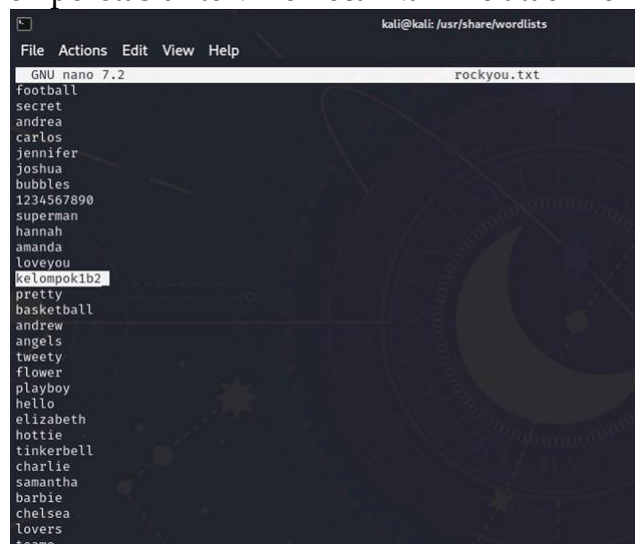 kali@kali: /usr/share/wordlists
File Actions Edit View Help
GNU nano 7.2 rockyou.txt
football
secret
andrea
carlos
jennifer
joshua
bubbles
1234567890
superman
hannah
amanda
loveyou
kelompok1b2
pretty
basketball
andrew
angels
tweety
flower
playboy
hello
elizabeth
hottie
tinkerbell
charlie
samantha
barbie
chelsea
lovers